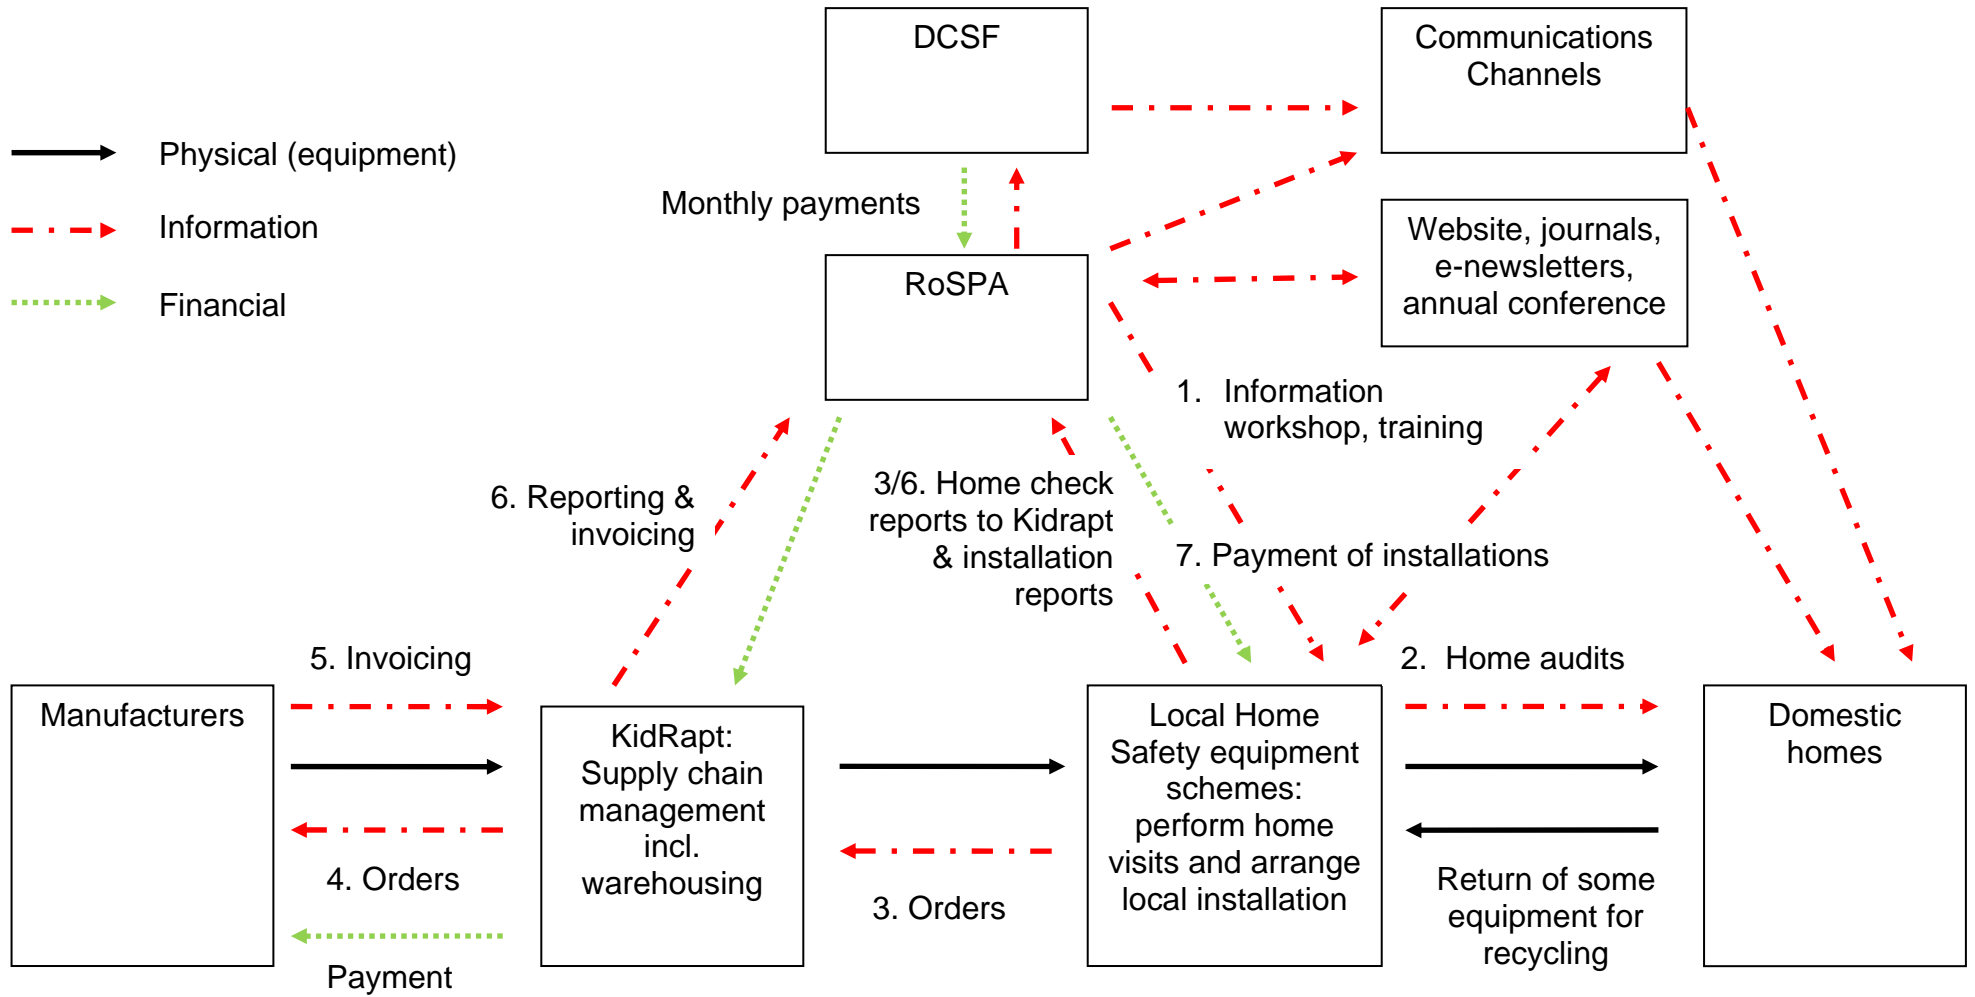 DCSF
Communications
Channels
Physical (equipment)
Information
Financial
Monthly payments
RoSPA
Website, journals,
e-newsletters,
annual conference
1. Information
workshop, training
6. Reporting &
invoicing
3/6. Home check
reports to Kidrapt
& installation
reports
7. Payment of installations
5. Invoicing
2. Home audits
Manufacturers
KidRapt:
Supply chain
management
incl.
warehousing
Local Home
Safety equipment
schemes:
perform home
visits and arrange
local installation
Domestic
homes
4. Orders
3. Orders
Return of some
equipment for
recycling
Payment